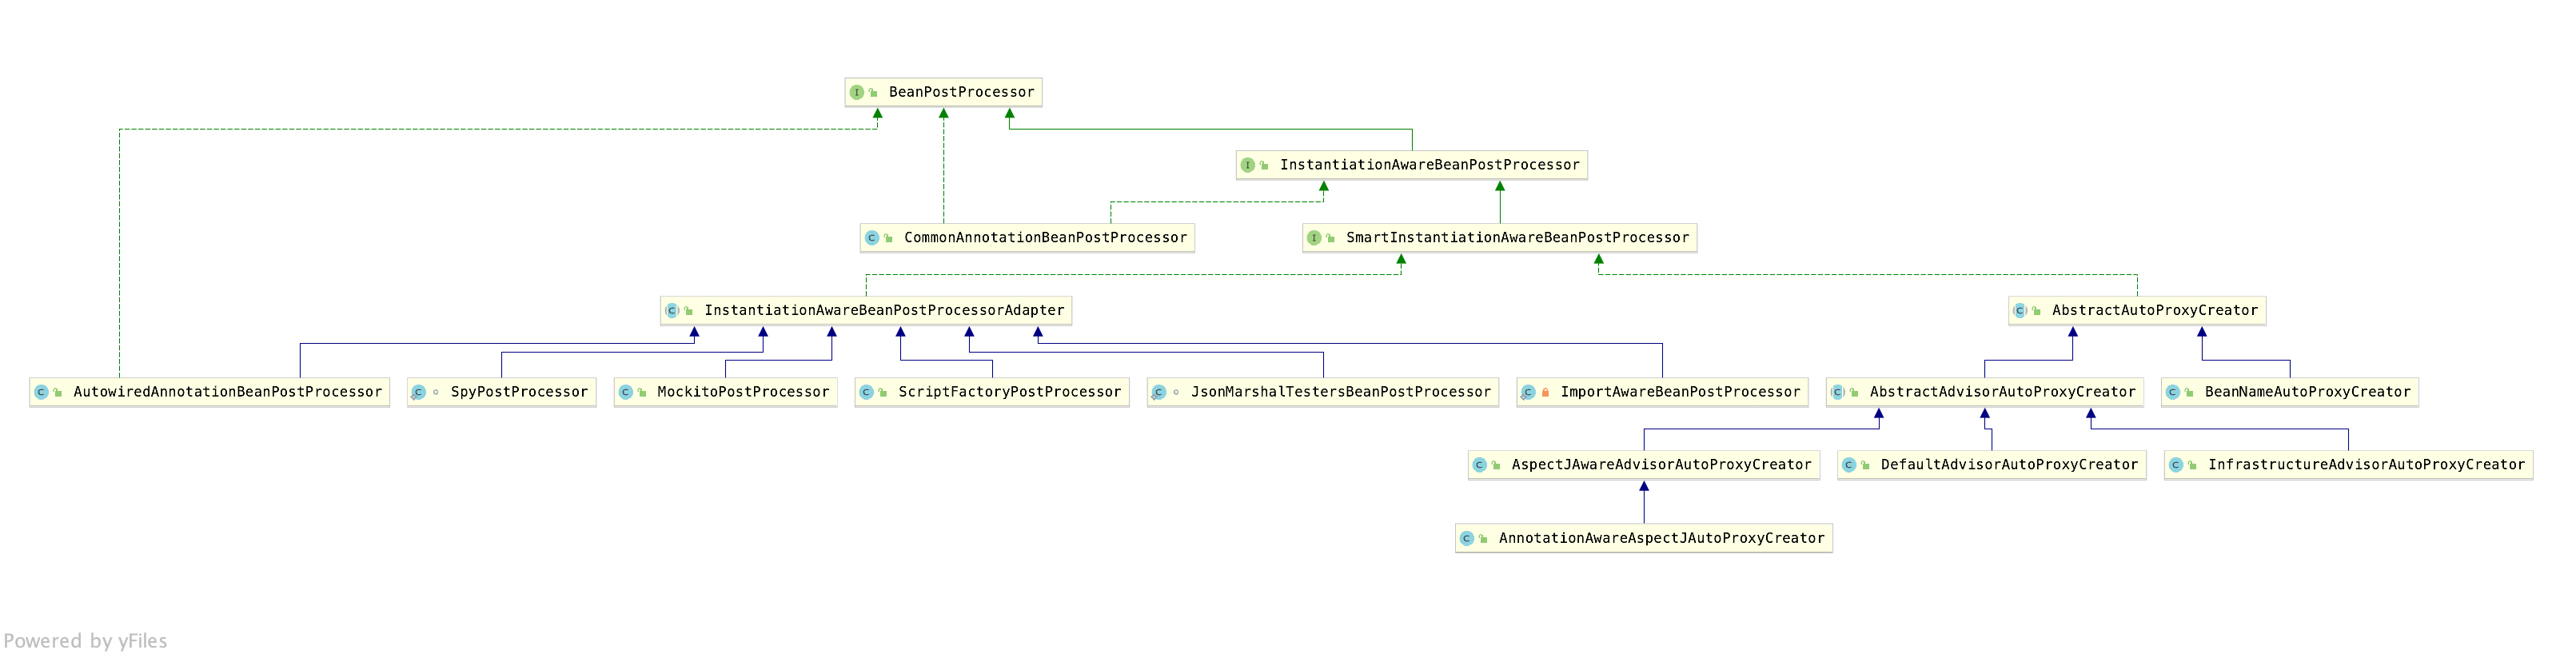 BeanPostProcessor
InstantiationAwareBeanPostProcessor
CommonAnnotationBeanPostProcessor
SmartInstantiationAwareBeanPostProcessor
InstantiationAwareBeanPostProcessorAdapter
AbstractAutoProxyCreator
AutowiredAnnotationBeanPostProcessor
SpyPostProcessor
MockitoPostProcessor
ScriptFactoryPostProcessor
JsonMarshalTestersBeanPostProcessor
ImportAwareBeanPostProcessor
AbstractAdvisorAutoProxyCreator
BeanNameAutoProxyCreator
AspectJAwareAdvisorAutoProxyCreator
DefaultAdvisorAutoProxyCreator
InfrastructureAdvisorAutoProxyCreator
AnnotationAwareAspectJAutoProxyCreator
Powered by yFiles